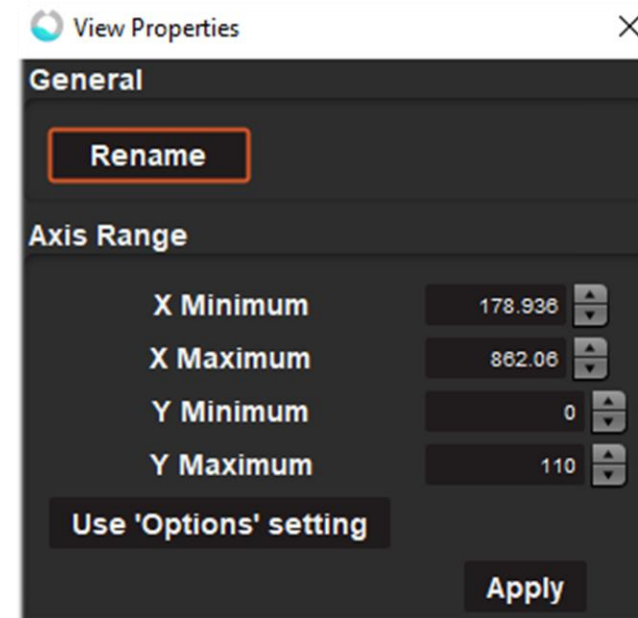 View Properties
General
Rename
Axis Range
X Minimum 178.936
X Maximum 862.06
Y Minimum 0
Y Maximum 110
Use 'Options' setting
Apply